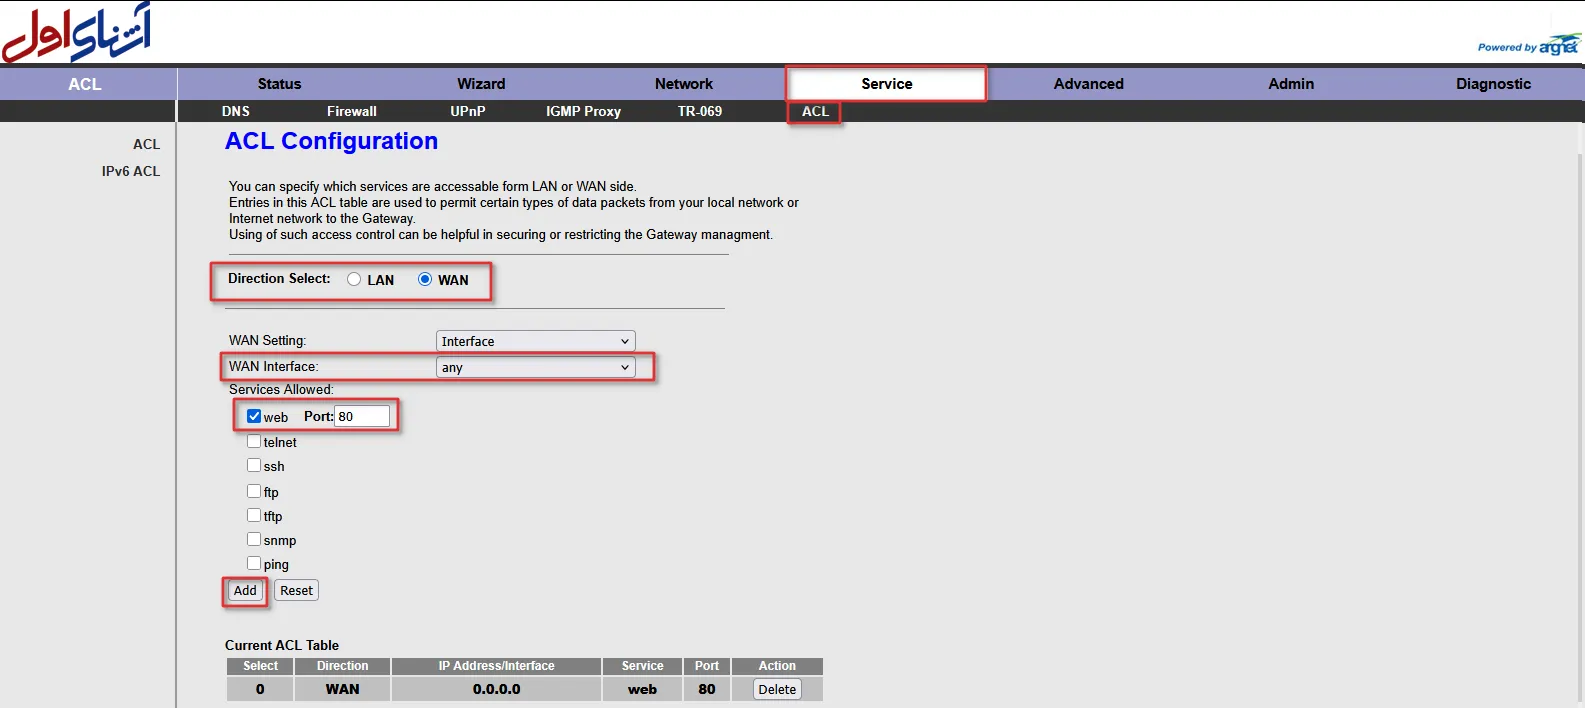 آشنای اول
Powered by argnet
ACL Status Wizard Network Service Advanced Admin Diagnostic
DNS Firewall UPnP IGMP Proxy TR-069 ACL
ACL
IPv6 ACL
ACL Configuration
You can specify which services are accessable form LAN or WAN side.
Entries in this ACL table are used to permit certain types of data packets from your local network or
Internet network to the Gateway.
Using of such access control can be helpful in securing or restricting the Gateway managment.
Direction Select: LAN WAN
WAN Setting: Interface
WAN Interface: any
Services Allowed:
web Port: 80
telnet
ssh
ftp
tftp
snmp
ping
Add Reset
Current ACL Table
Select Direction IP Address/Interface Service Port Action
0 WAN 0.0.0.0 web 80 Delete